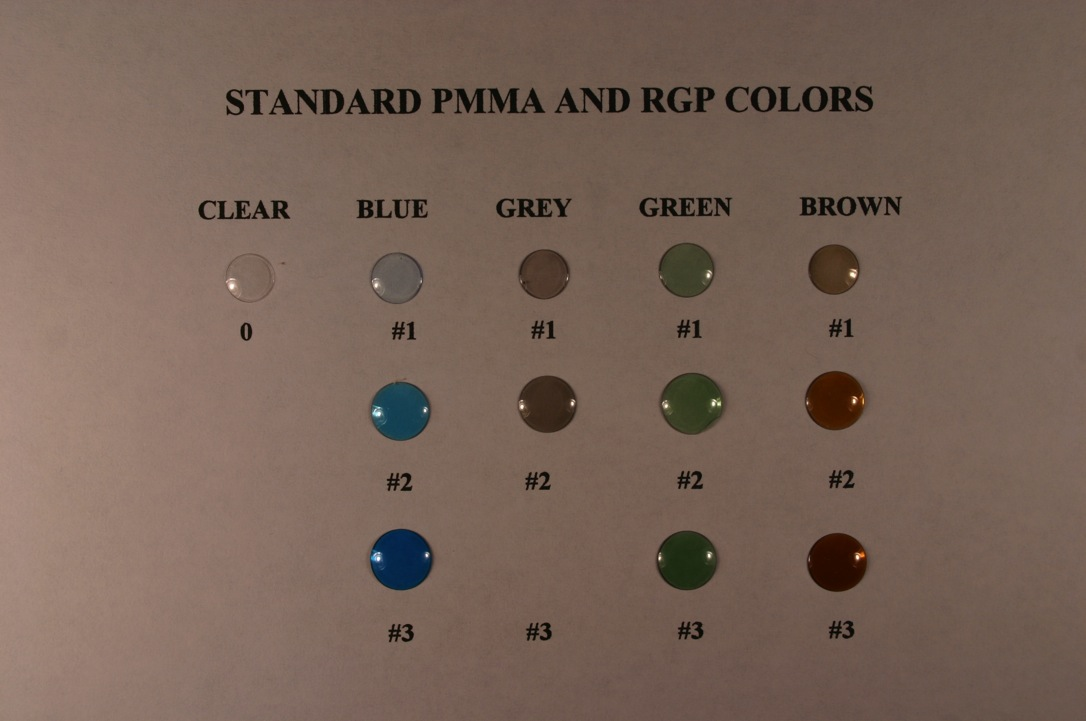 STANDARD PMMA AND RGP COLORS
CLEAR BLUE GREY GREEN BROWN
0 #1 #1 #1 #1
#2 #2 #2 #2
#3 #3 #3 #3